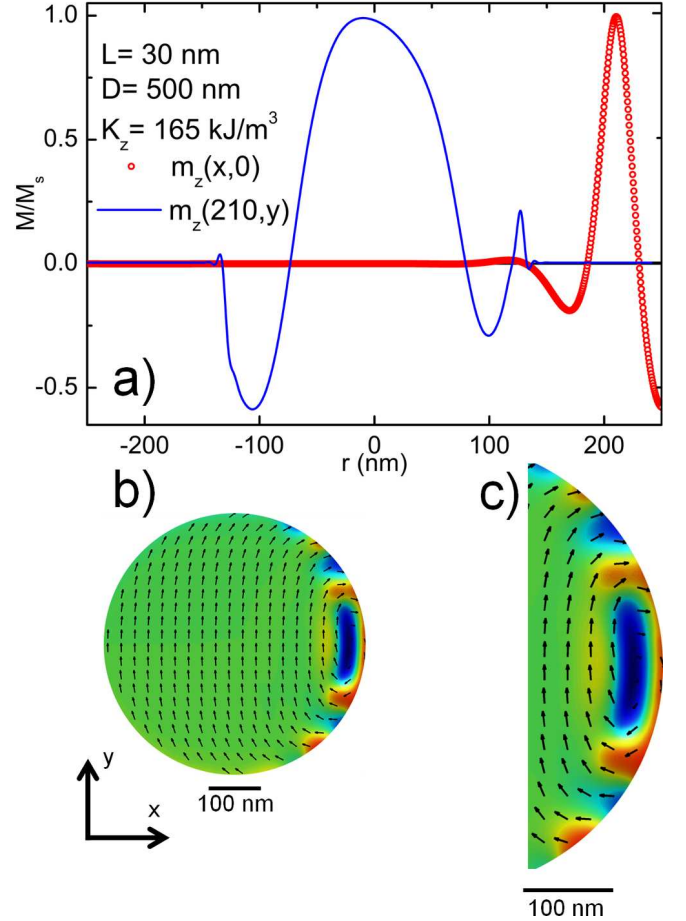 1.0
0.5
0.0
-0.5
M/Mₛ
L= 30 nm
D= 500 nm
K_z= 165 kJ/m³
m_z(x,0)
m_z(210,y)
a)
-200 -100 0 100 200
r (nm)
b)
c)
y
x
100 nm
100 nm